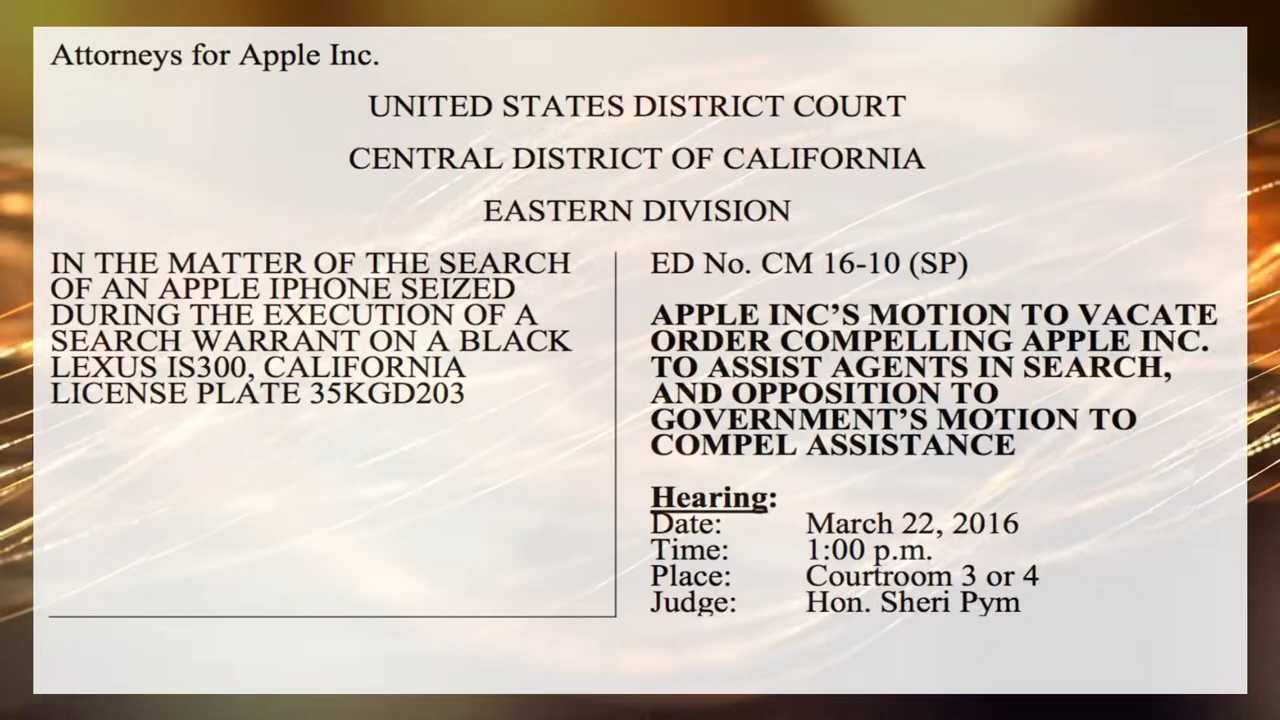 Attorneys for Apple Inc.
UNITED STATES DISTRICT COURT
CENTRAL DISTRICT OF CALIFORNIA
EASTERN DIVISION
IN THE MATTER OF THE SEARCH
OF AN APPLE IPHONE SEIZED
DURING THE EXECUTION OF A
SEARCH WARRANT ON A BLACK
LEXUS IS300, CALIFORNIA
LICENSE PLATE 35KGD203
ED No. CM 16-10 (SP)
APPLE INC’S MOTION TO VACATE
ORDER COMPELLING APPLE INC.
TO ASSIST AGENTS IN SEARCH,
AND OPPOSITION TO
GOVERNMENT’S MOTION TO
COMPEL ASSISTANCE
Hearing:
Date: March 22, 2016
Time: 1:00 p.m.
Place: Courtroom 3 or 4
Judge: Hon. Sheri Pym